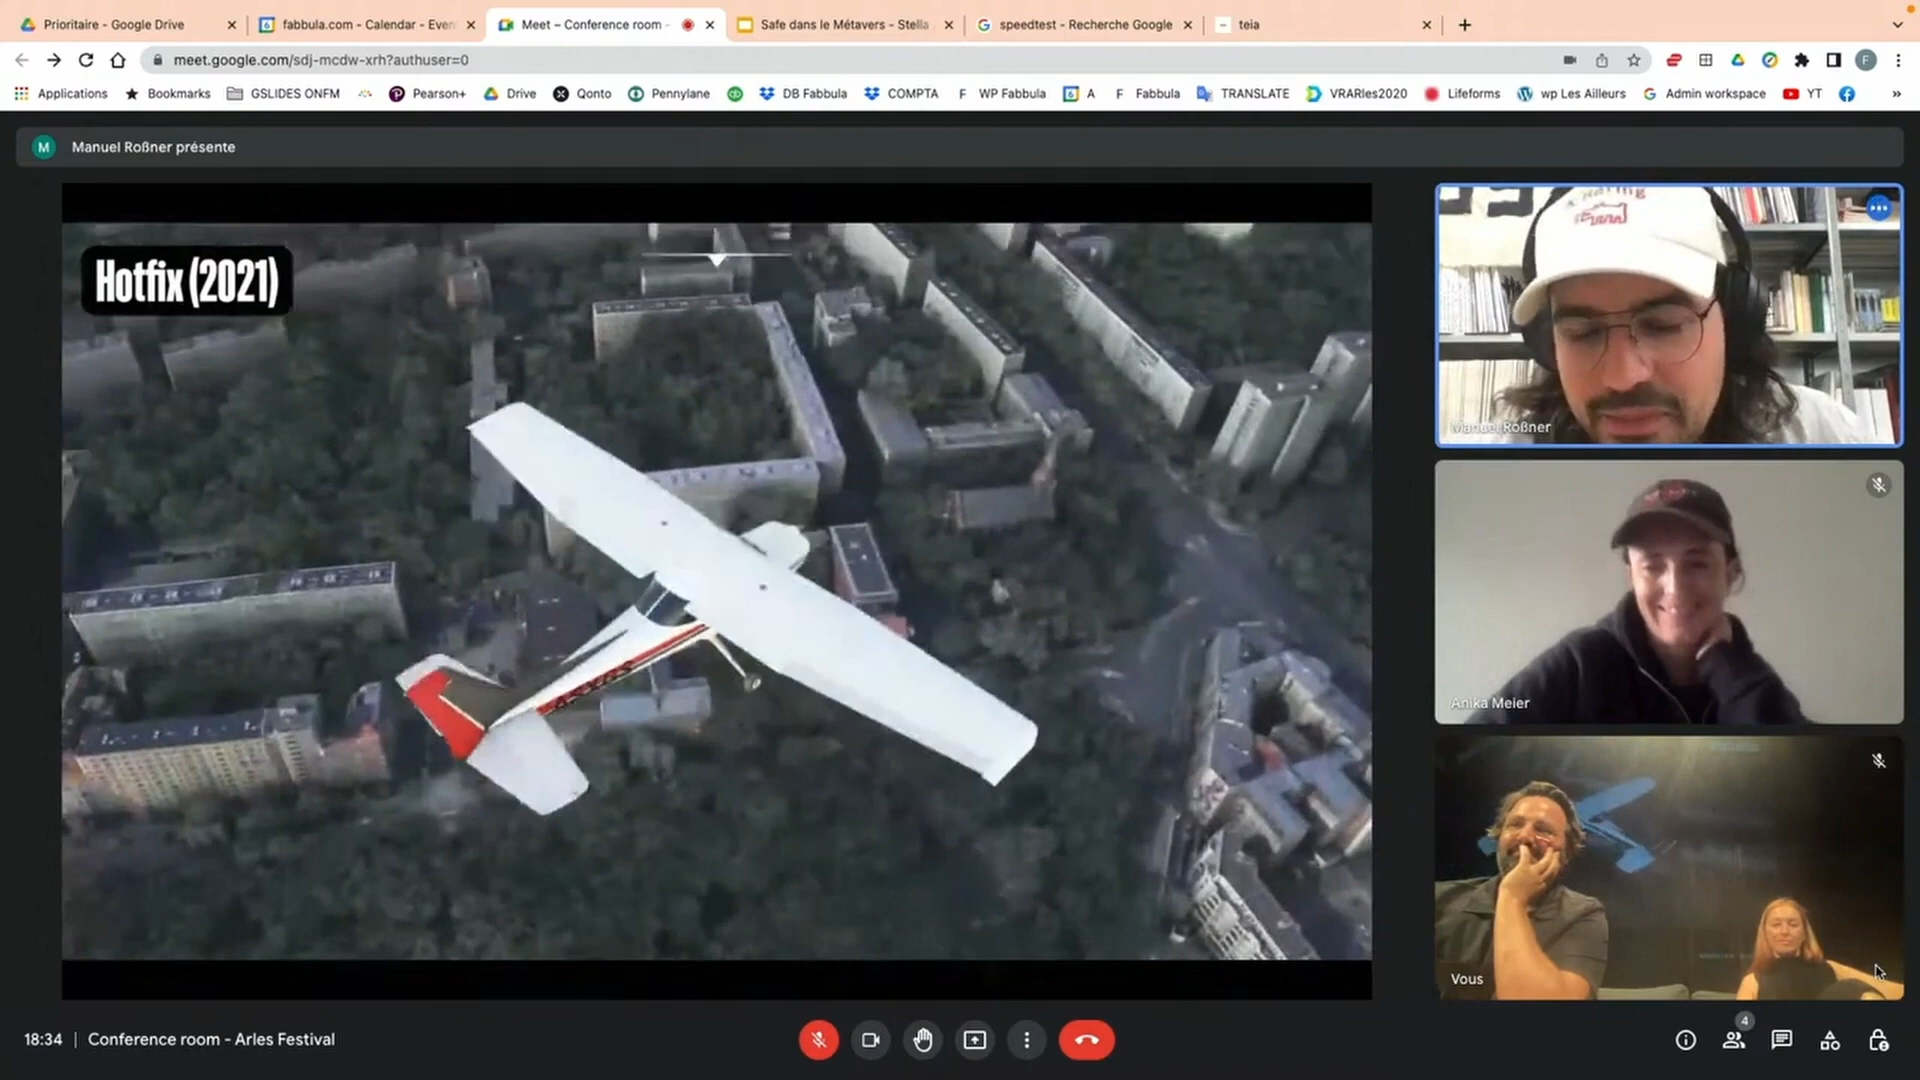 Prioritaire - Google Drive
fabbula.com - Calendar - Even
Meet – Conference room -
Safe dans le Métavers - Stella
speedtest - Recherche Google
teia
meet.google.com/sdj-mcdw-xrh?authuser=0
F
Applications
Bookmarks
GSLIDES ONFM
Pearson+
Drive
Qonto
Pennylane
DB Fabbula
COMPTA
F WP Fabbula
A
F Fabbula
TRANSLATE
VRARles2020
Lifeforms
wp Les Ailleurs
Admin workspace
YT
M Manuel Roßner présente
Hotfix (2021)
Manuel Roßner
Anika Meier
Vous
18:34 | Conference room - Arles Festival
4